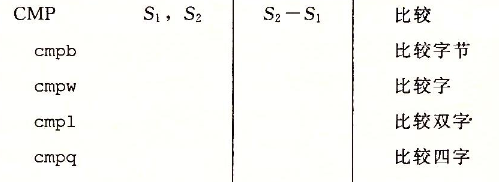 CMP S₁, S₂ S₂－S₁ 比较
cmpb 比较字节
cmpw 比较字
cmpl 比较双字
cmpq 比较四字